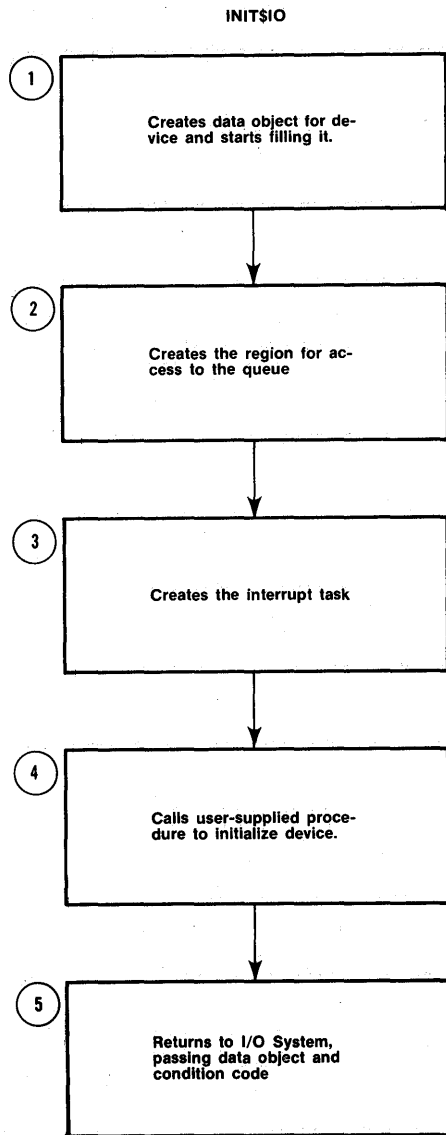 INIT$IO
1
Creates data object for de-
vice and starts filling it.
2
Creates the region for ac-
cess to the queue
3
Creates the interrupt task
4
Calls user-supplied proce-
dure to initialize device.
5
Returns to I/O System,
passing data object and
condition code